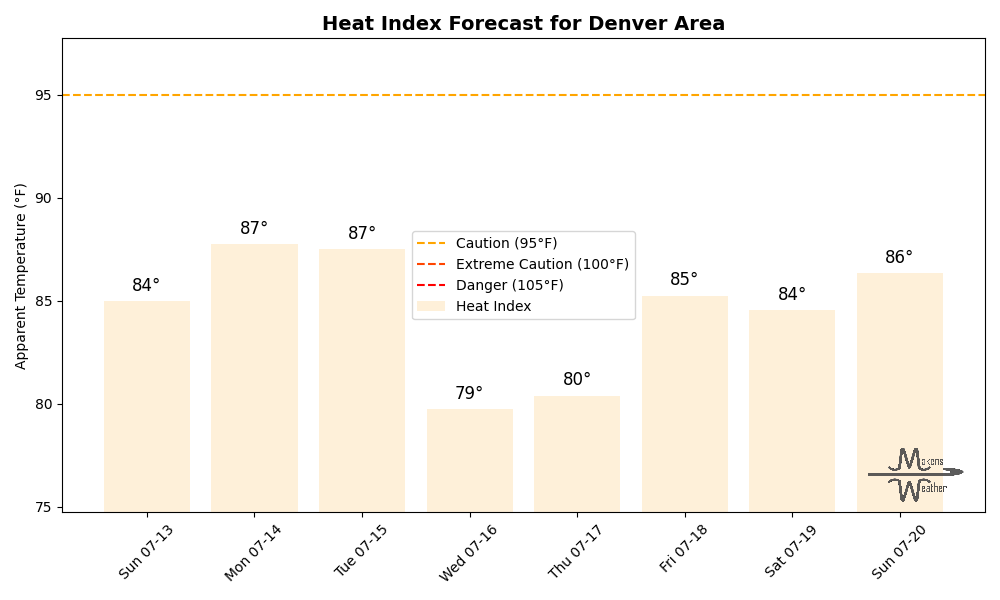 Heat Index Forecast for Denver Area
Apparent Temperature (°F)
95
90
85
80
75
84°
87°
87°
79°
80°
85°
84°
86°
Caution (95°F)
Extreme Caution (100°F)
Danger (105°F)
Heat Index
Sun 07-13
Mon 07-14
Tue 07-15
Wed 07-16
Thu 07-17
Fri 07-18
Sat 07-19
Sun 07-20
Weather